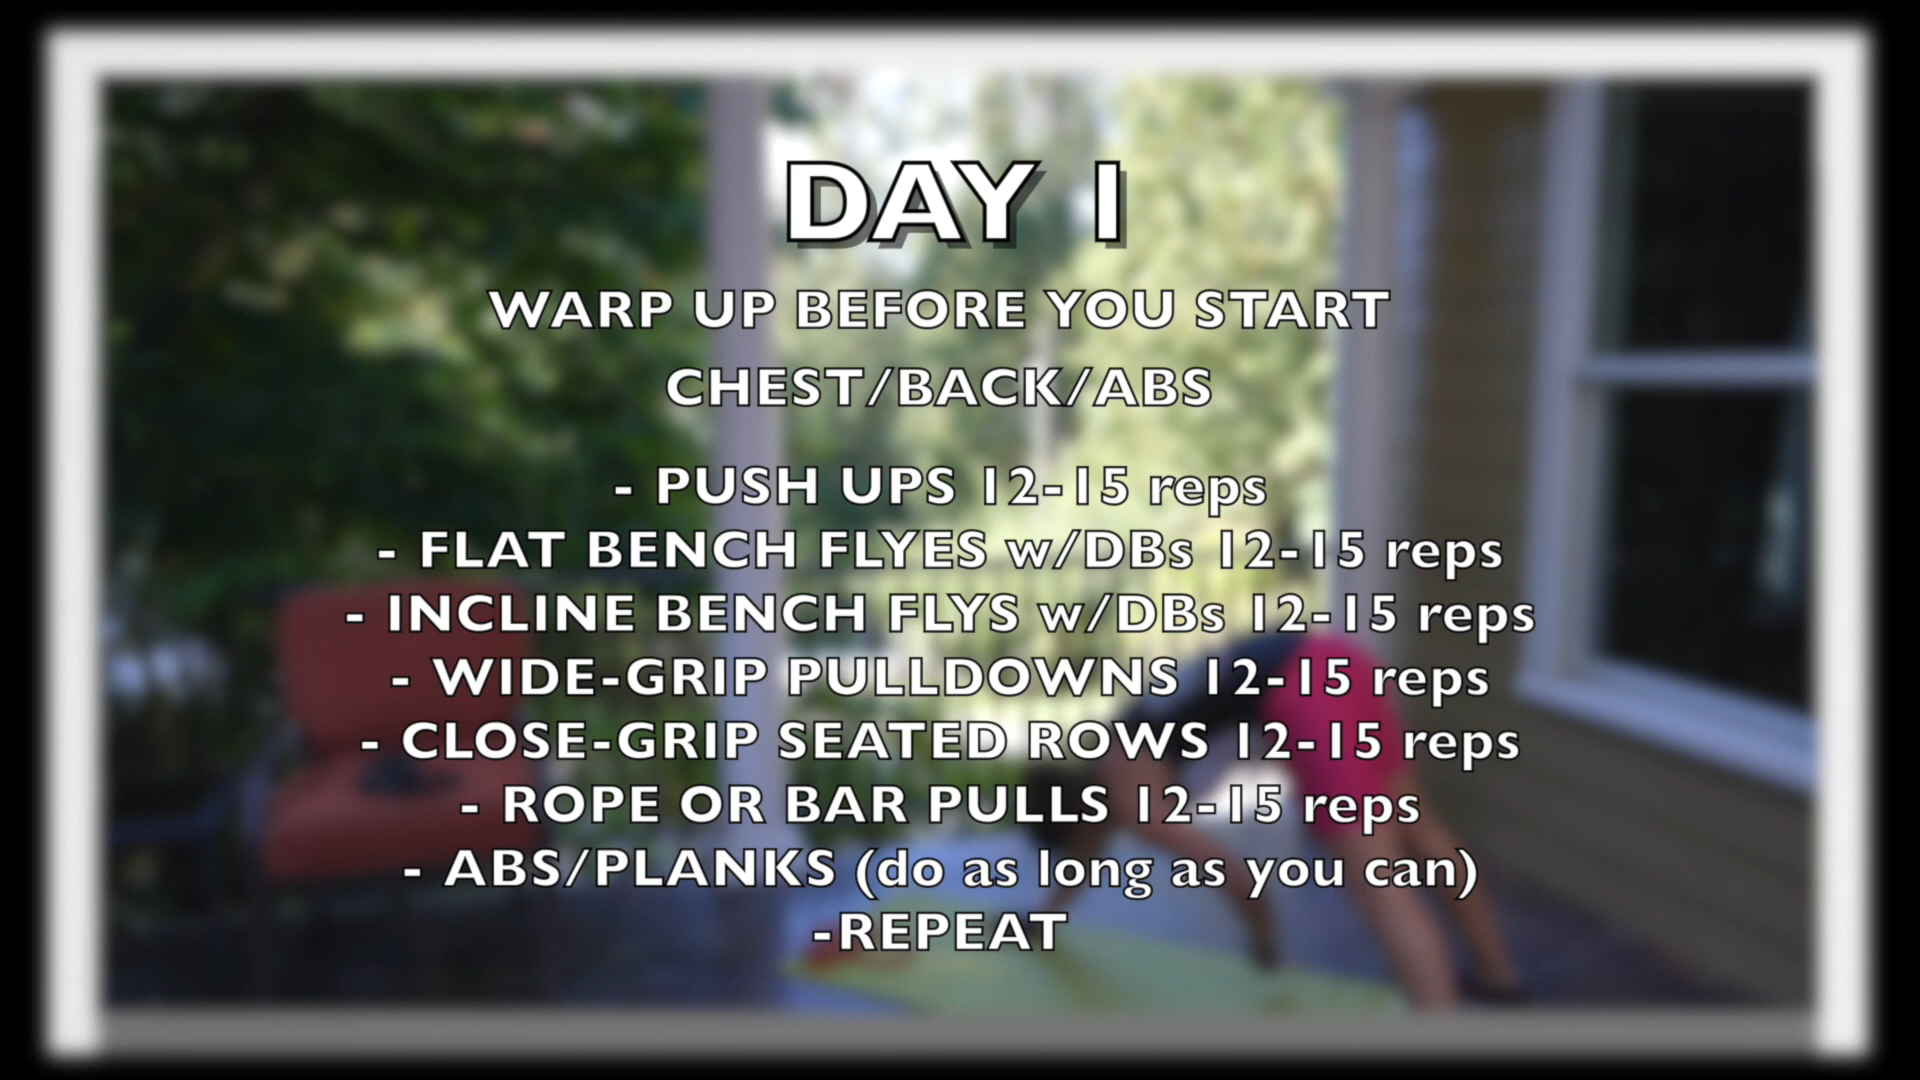 DAY 1
WARP UP BEFORE YOU START
CHEST/BACK/ABS
- PUSH UPS 12-15 reps
- FLAT BENCH FLYES w/DBs 12-15 reps
- INCLINE BENCH FLYS w/DBs 12-15 reps
- WIDE-GRIP PULLDOWNS 12-15 reps
- CLOSE-GRIP SEATED ROWS 12-15 reps
- ROPE OR BAR PULLS 12-15 reps
- ABS/PLANKS (do as long as you can)
-REPEAT